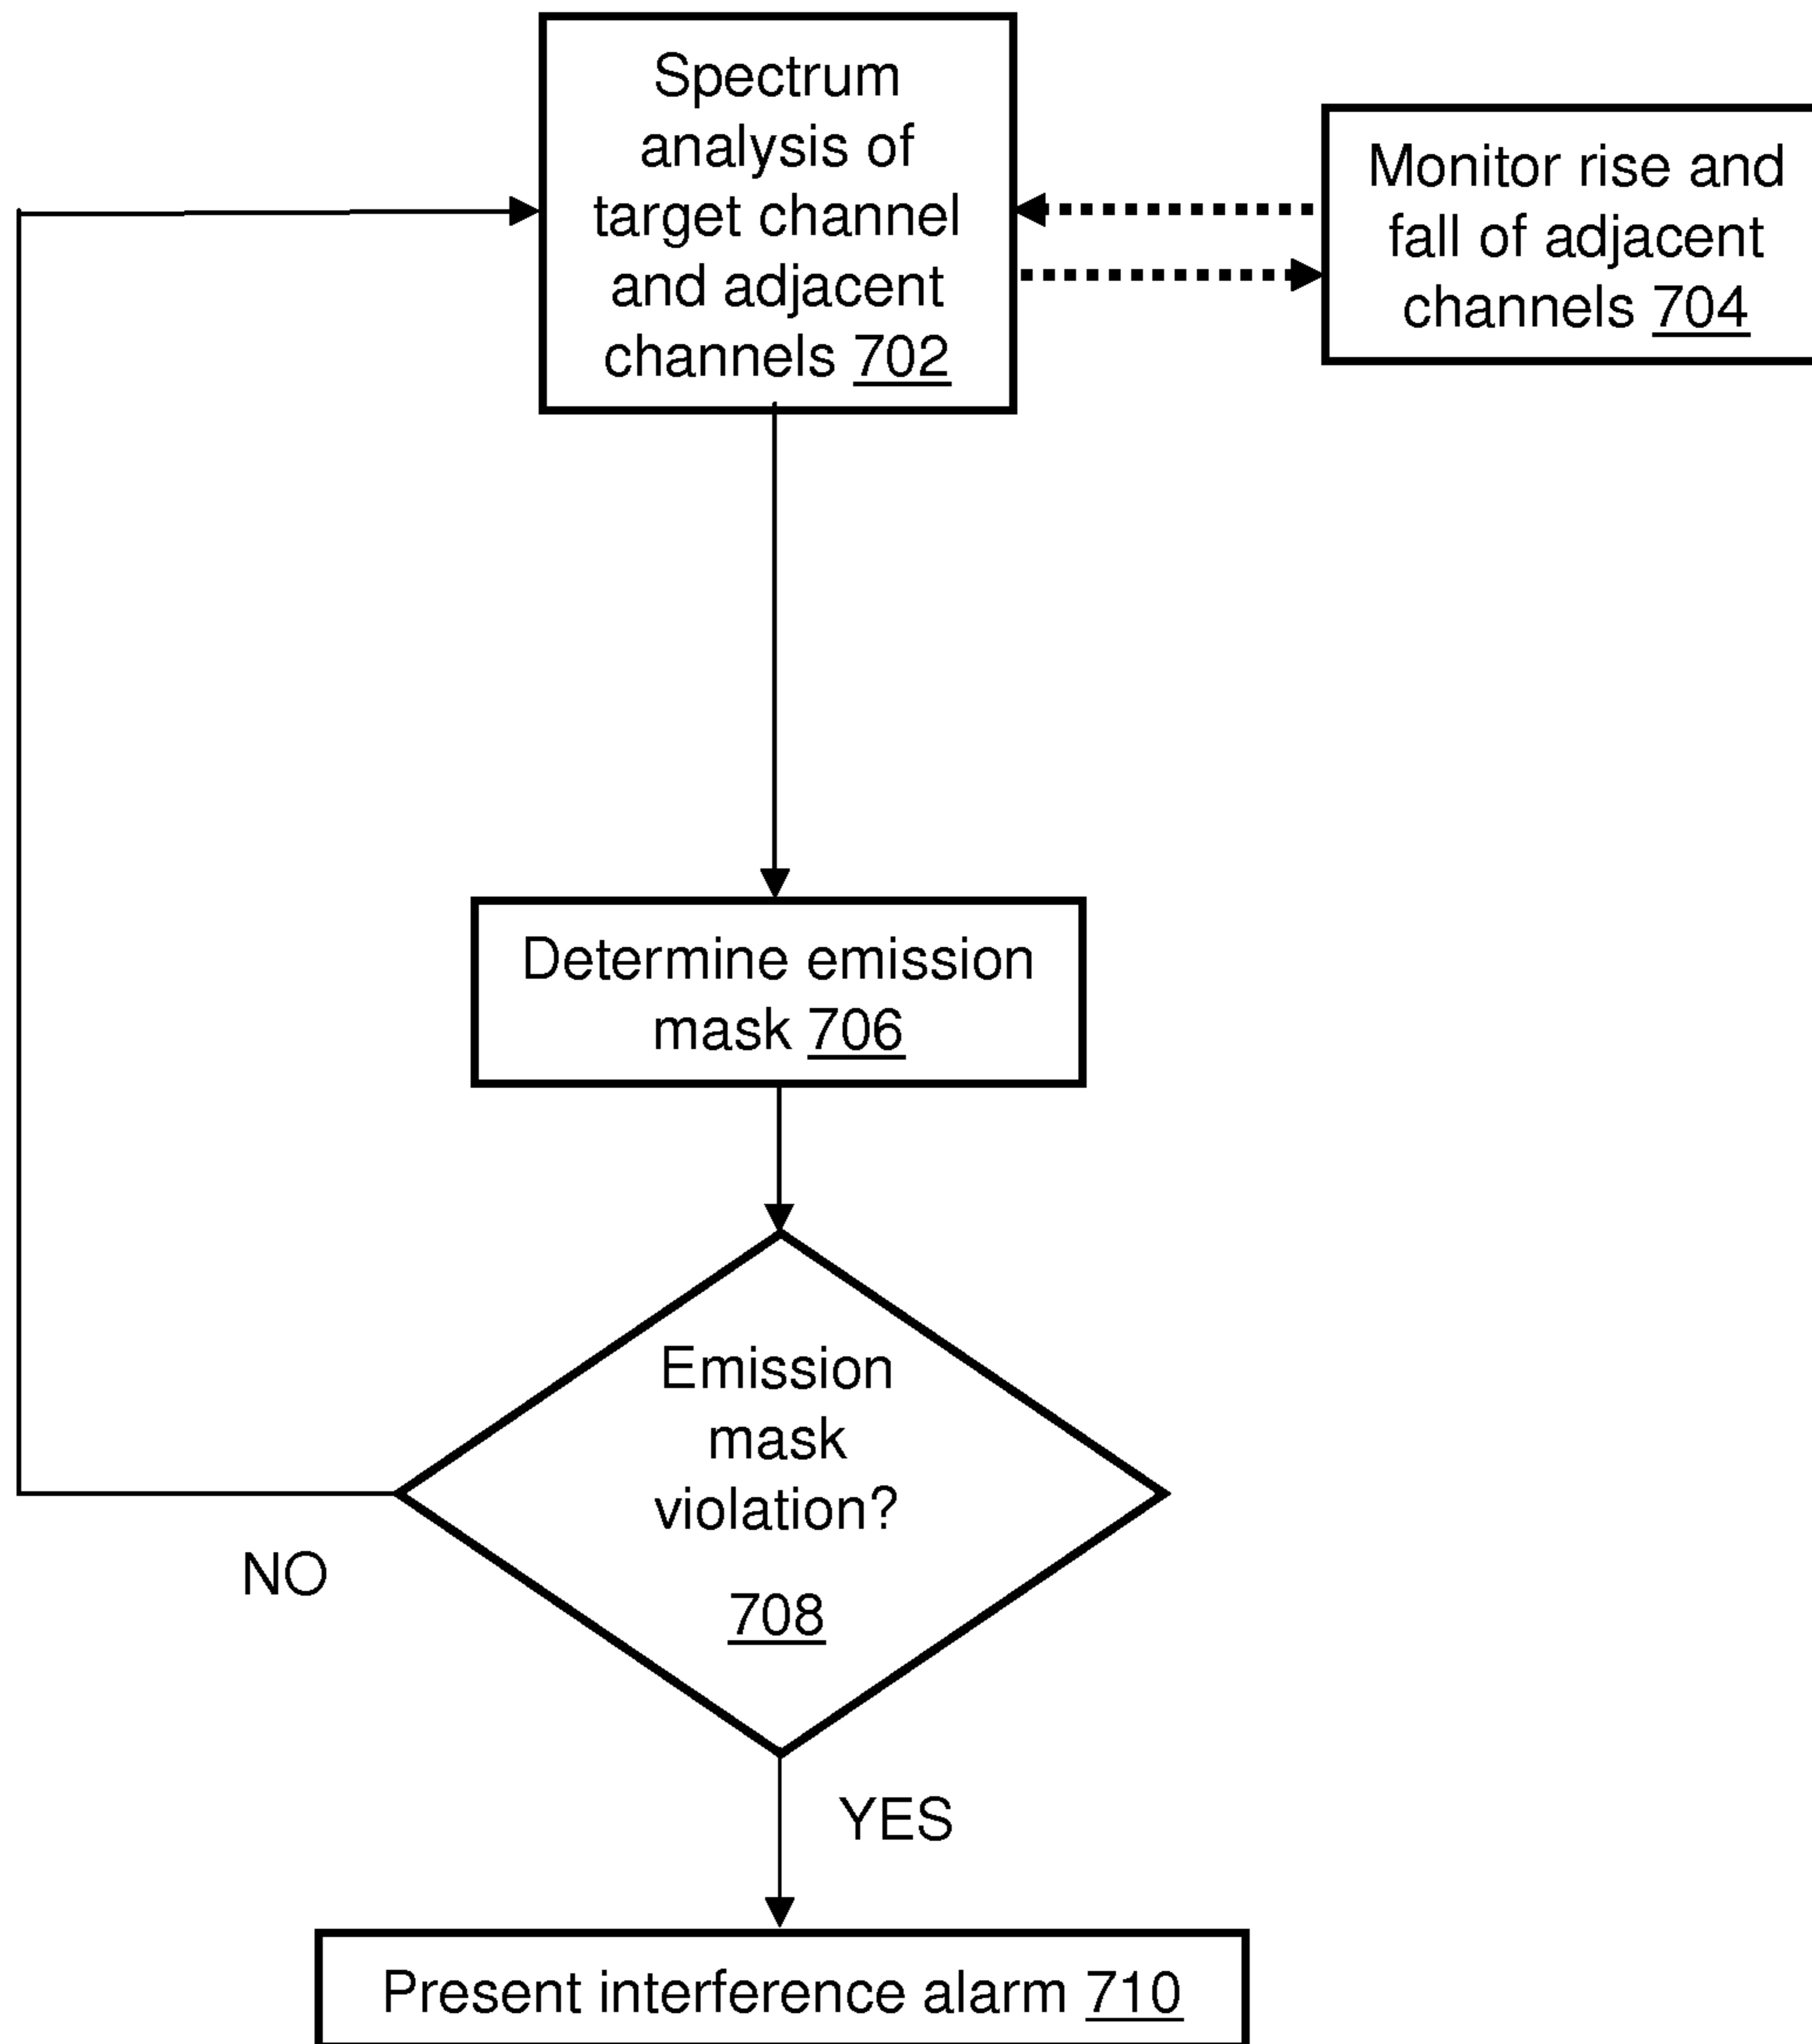 Spectrum
analysis of
target channel
and adjacent
channels 702
Monitor rise and
fall of adjacent
channels 704
Determine emission
mask 706
Emission
mask
violation?
708
NO
YES
Present interference alarm 710